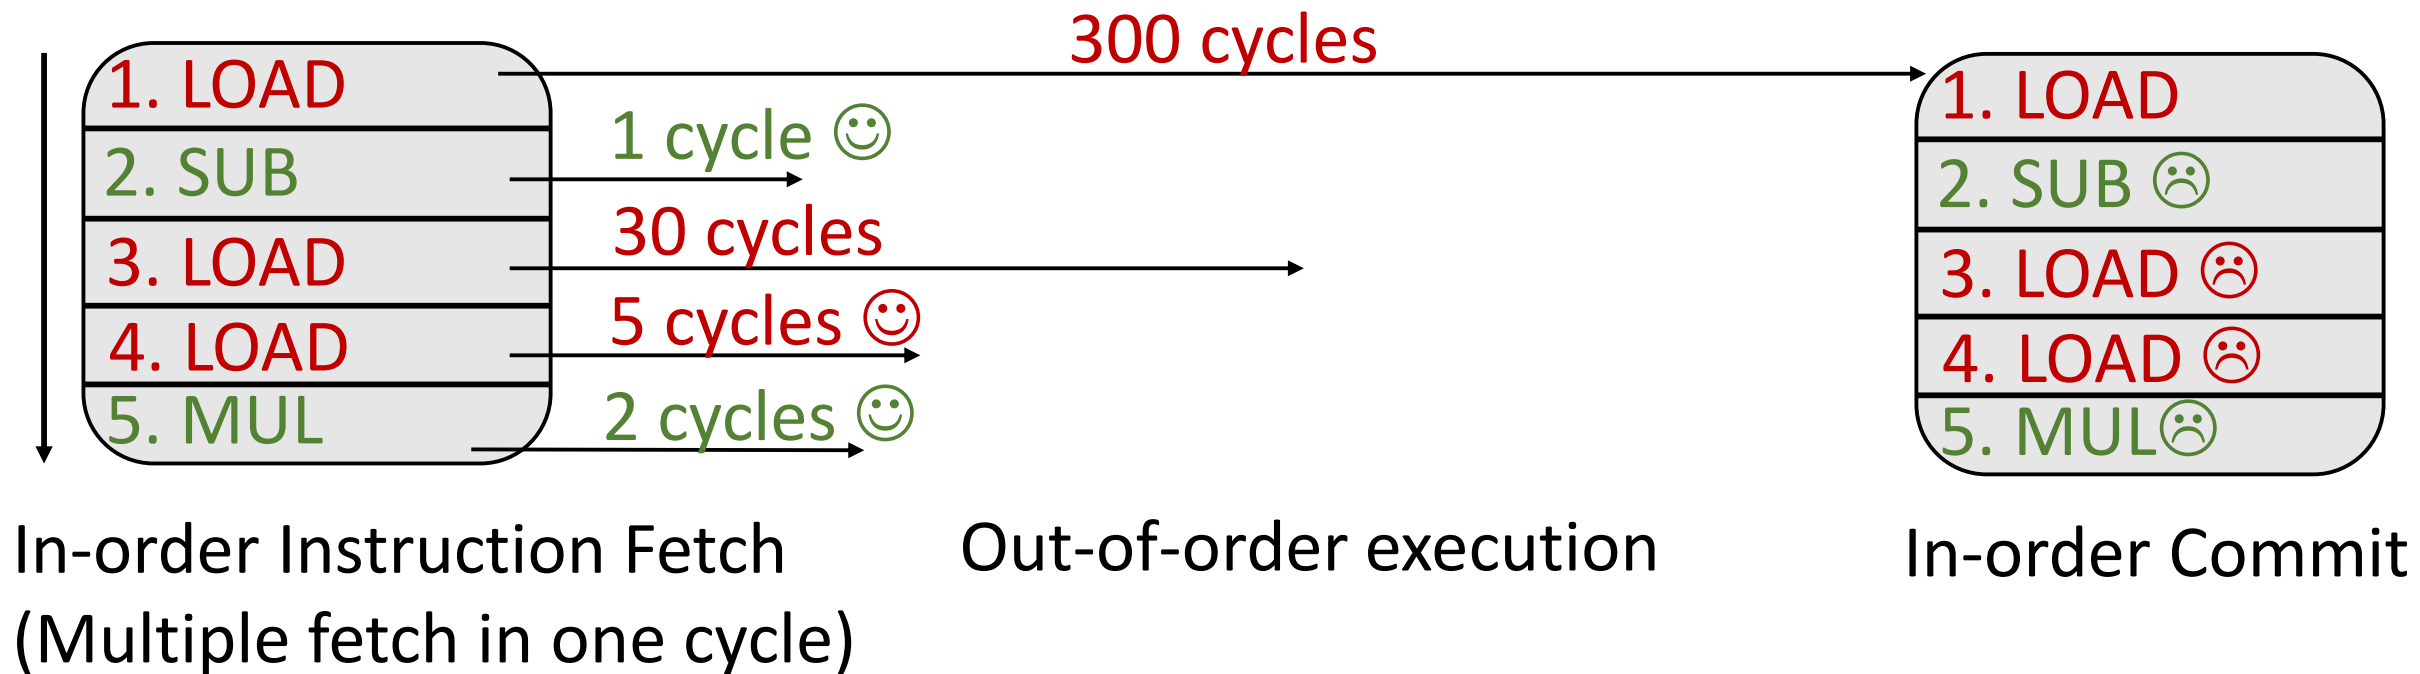 300 cycles
1. LOAD
2. SUB
3. LOAD
4. LOAD
5. MUL
1 cycle
30 cycles
5 cycles
2 cycles
1. LOAD
2. SUB
3. LOAD
4. LOAD
5. MUL
In-order Instruction Fetch
(Multiple fetch in one cycle)
Out-of-order execution
In-order Commit